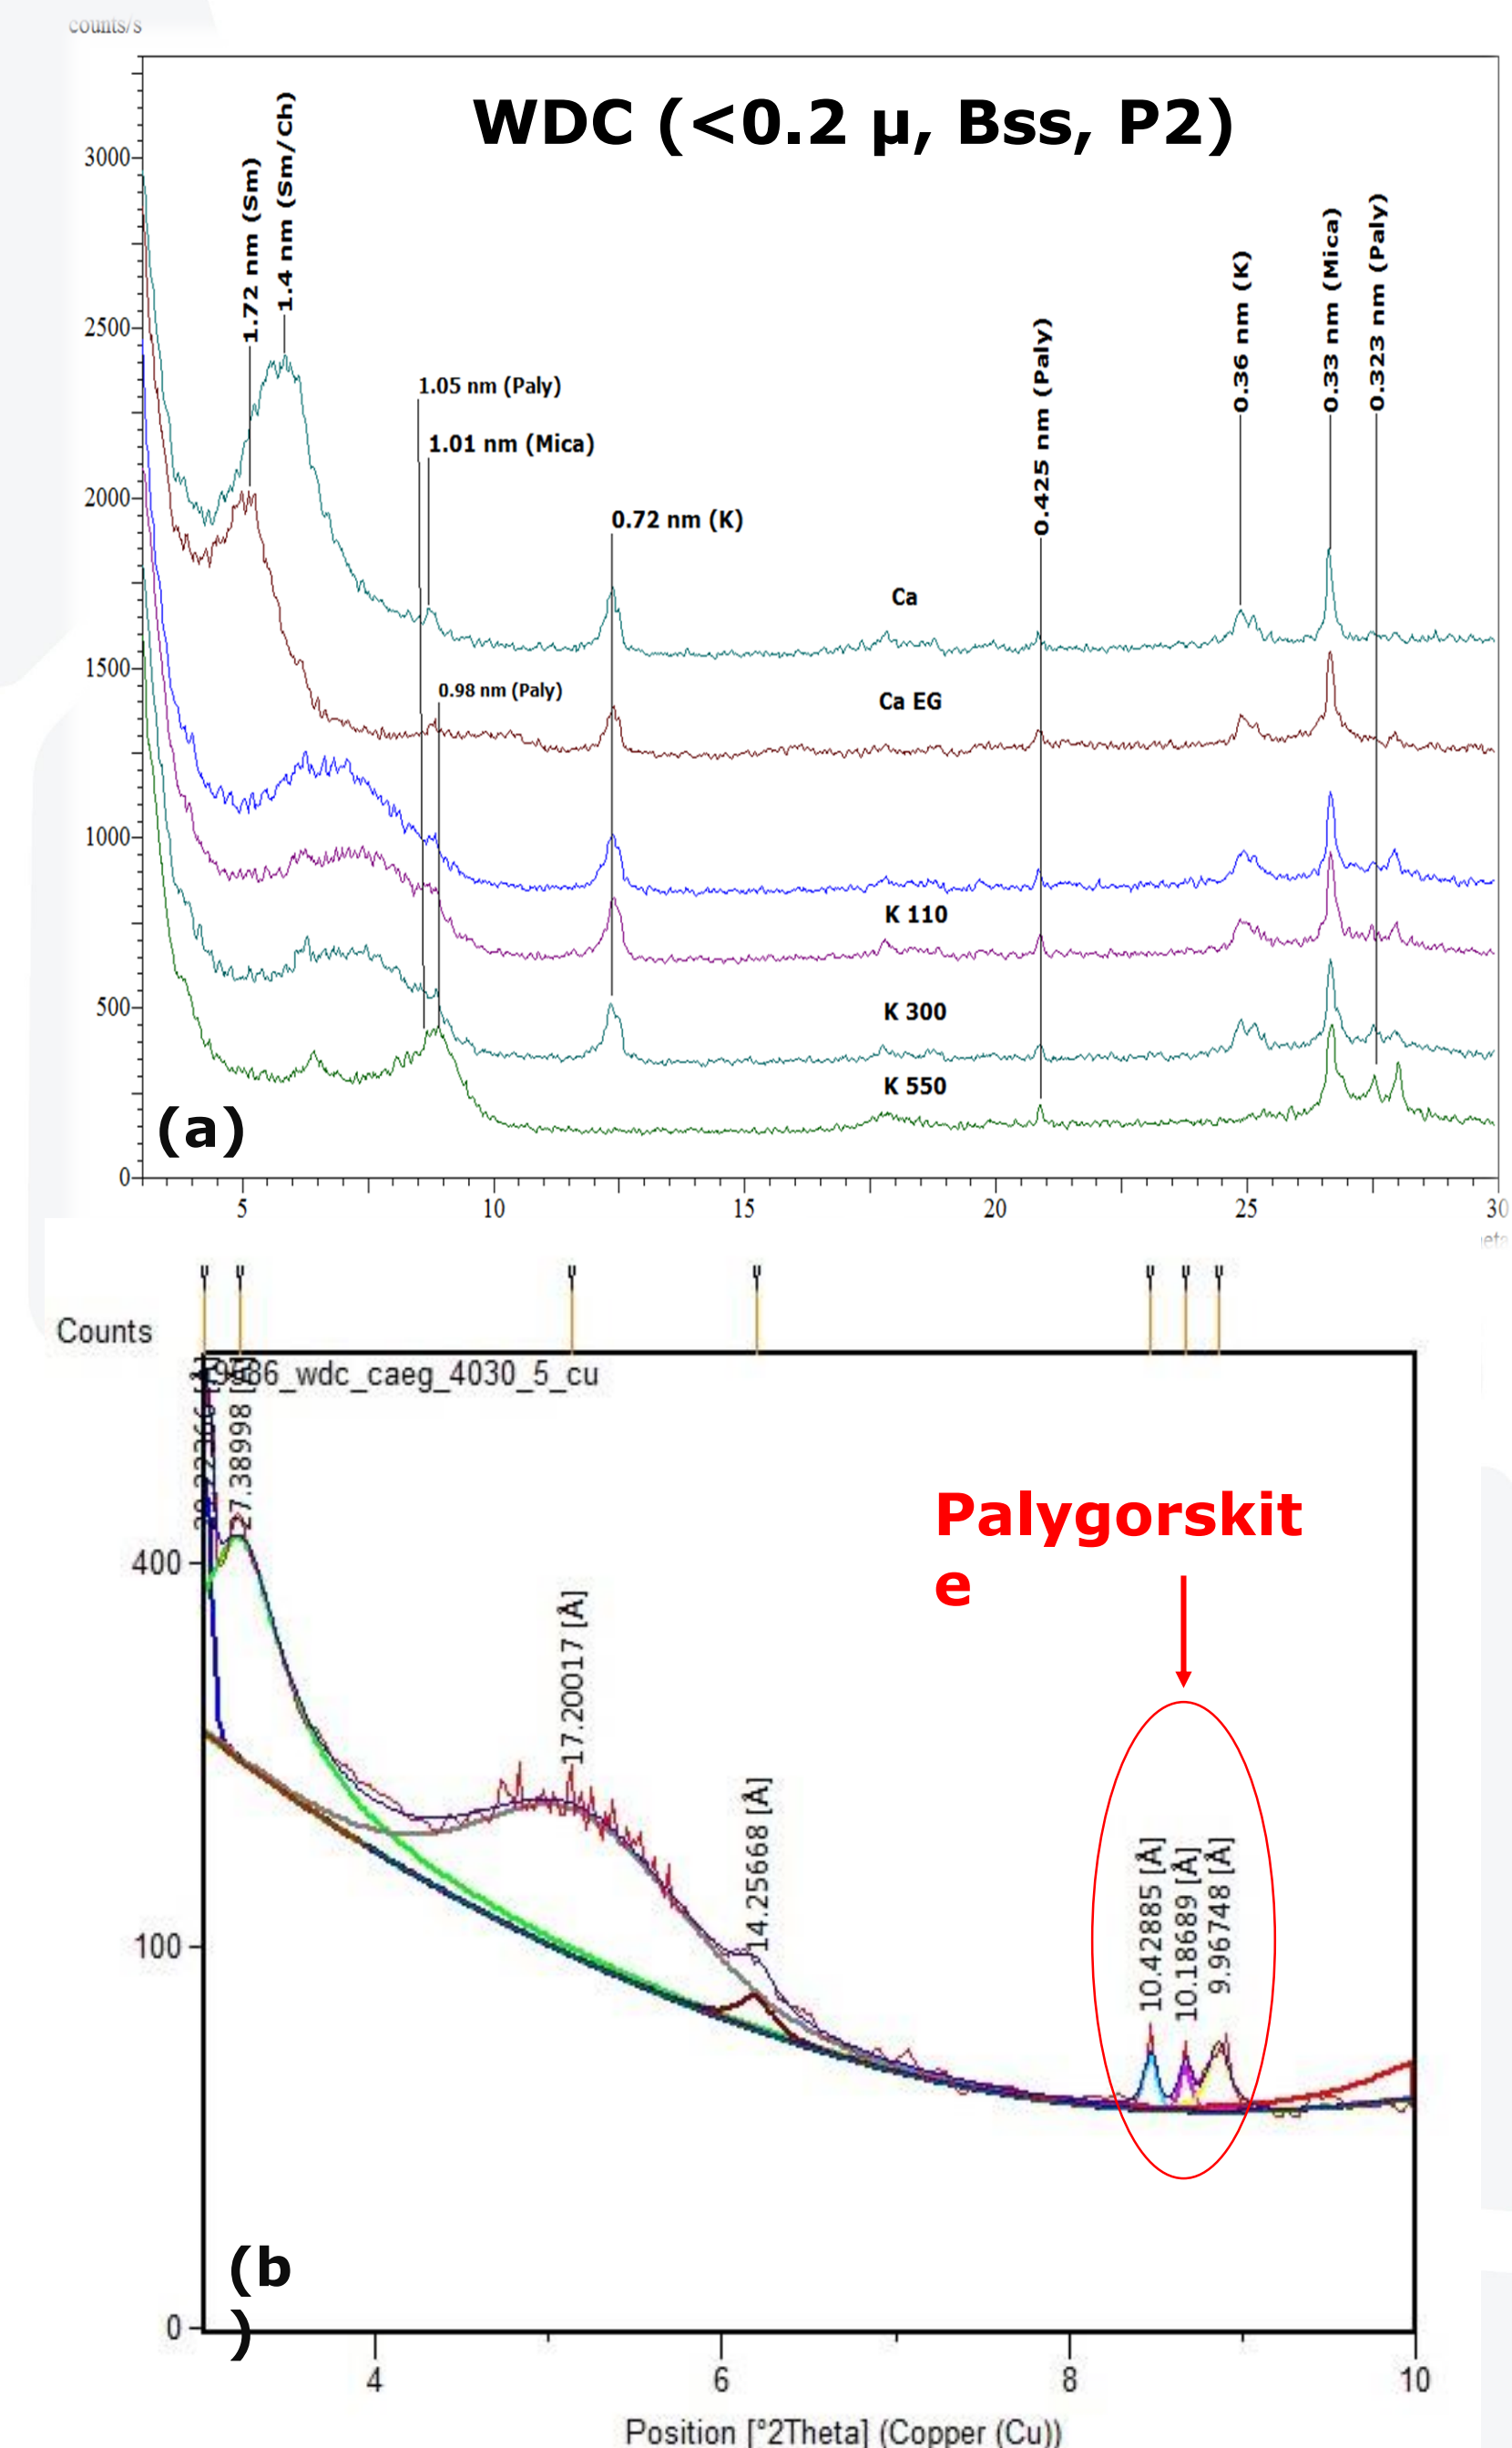 counts/s
WDC (<0.2 µ, Bss, P2)
3000
2500
2000
1500
1000
500
0
1.72 nm (Sm)
1.4 nm (Sm/Ch)
1.05 nm (Paly)
1.01 nm (Mica)
0.72 nm (K)
0.98 nm (Paly)
0.425 nm (Paly)
0.36 nm (K)
0.33 nm (Mica)
0.323 nm (Paly)
Ca
Ca EG
K 110
K 300
K 550
(a)
5
10
15
20
25
30
Counts
_wdc_caeg_4030_5_cu
27.38998
17.20017 [Å]
14.25668 [Å]
10.42885 [Å]
10.18689 [Å]
9.96748 [Å]
Palygorskit
e
400
100
0
(b
)
4
6
8
10
Position [°2Theta] (Copper (Cu))